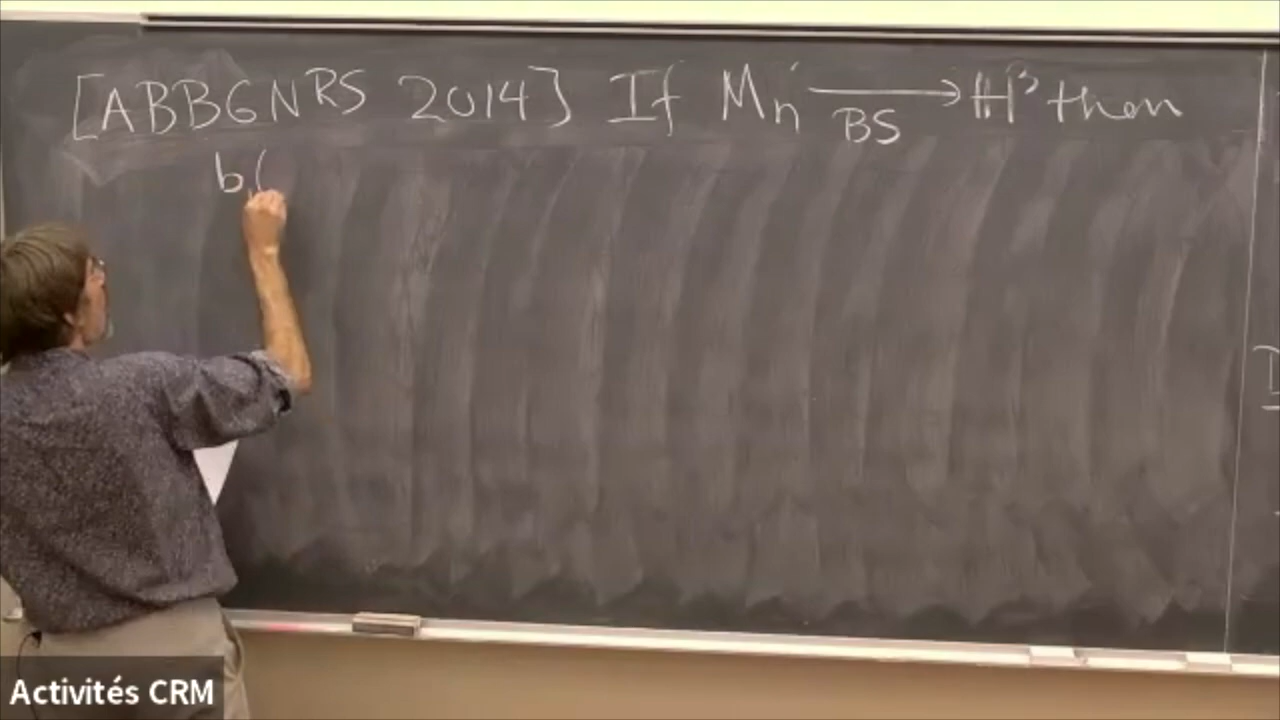 [ABBGNRS 2014] If Mₙ ⟶ ℍ³ then
BS
b(
Activités CRM